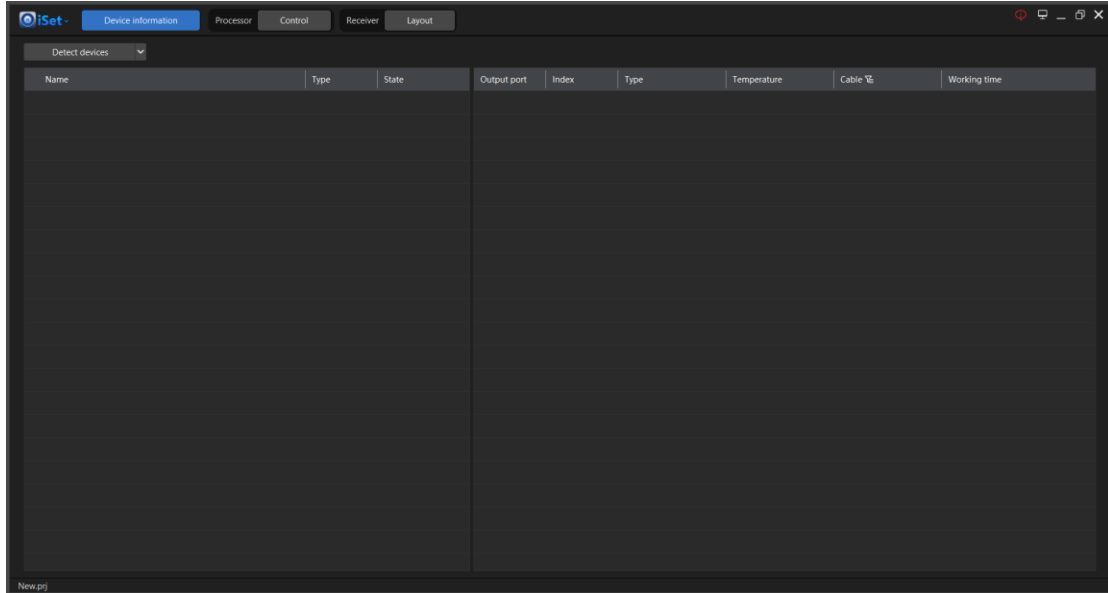 iSet Device information Processor Control Receiver Layout
Detect devices
Name Type State Output port Index Type Temperature Cable Working time
New.prj